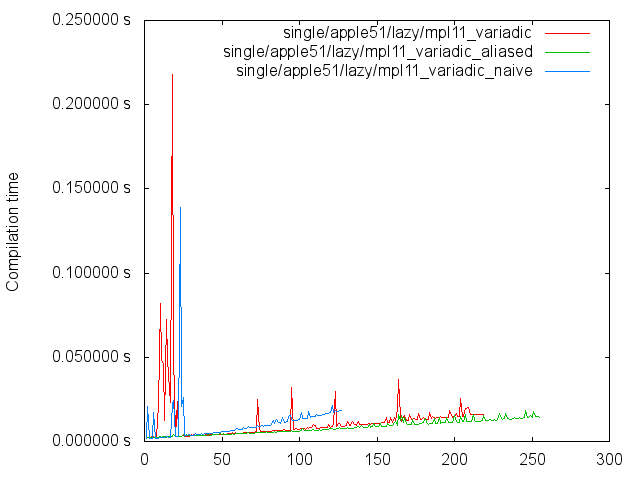 0.250000 s
single/apple51/lazy/mpl11_variadic
single/apple51/lazy/mpl11_variadic_aliased
single/apple51/lazy/mpl11_variadic_naive
0.200000 s
0.150000 s
0.100000 s
0.050000 s
0.000000 s
Compilation time
0 50 100 150 200 250 300